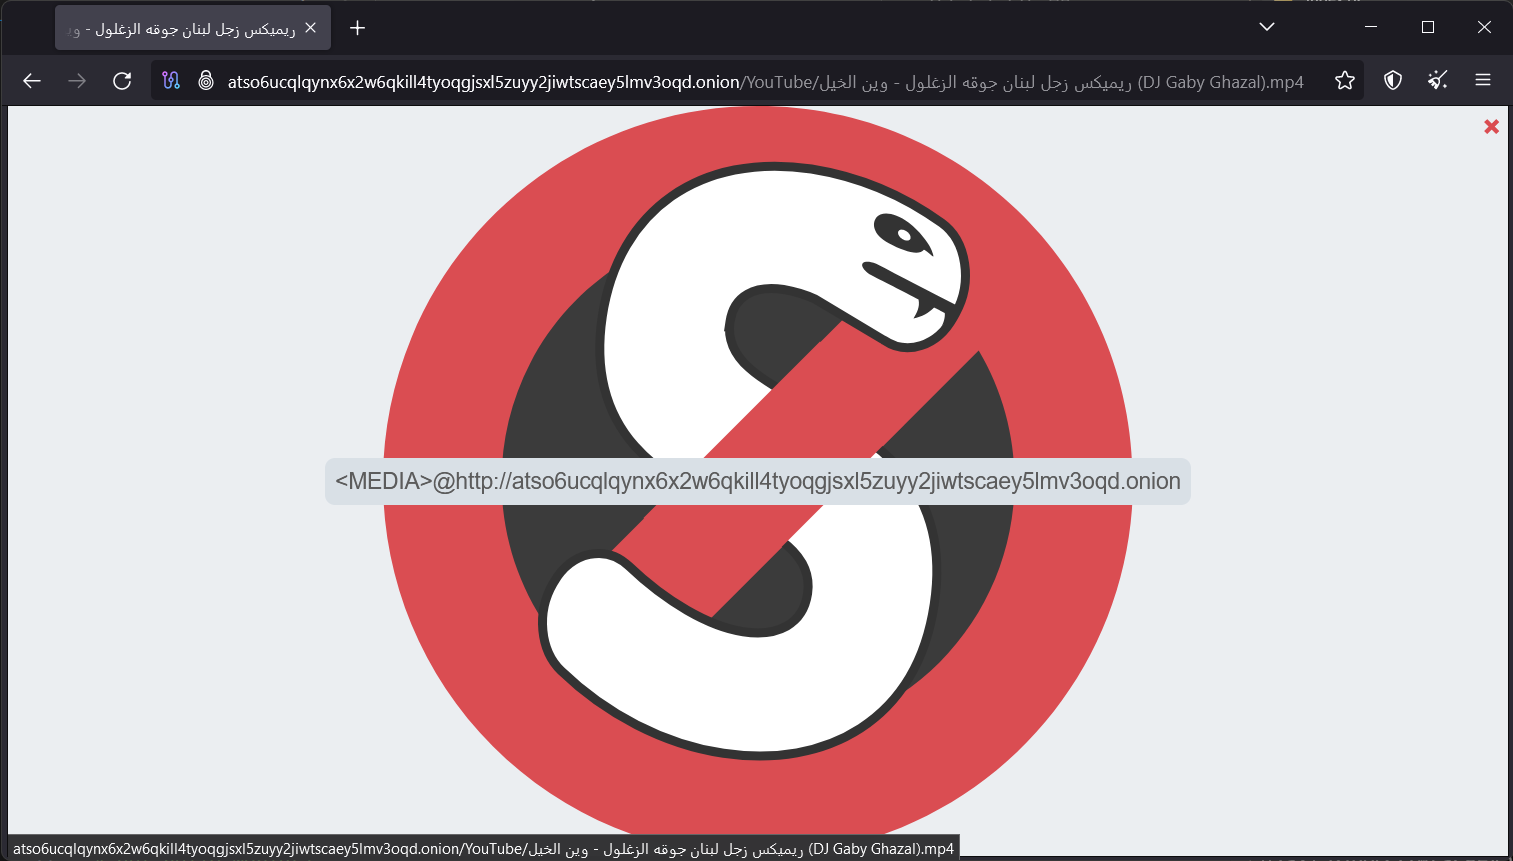 ريميكس زجل لبنان جوقه الزغلول - وين
atso6ucqlqynx6x2w6qkill4tyoqgjsxl5zuyy2jiwtscaey5lmv3oqd.onion/YouTube/ريميكس زجل لبنان جوقه الزغلول - وين الخيل (DJ Gaby Ghazal).mp4
<MEDIA>@http://atso6ucqlqynx6x2w6qkill4tyoqgjsxl5zuyy2jiwtscaey5lmv3oqd.onion
atso6ucqlqynx6x2w6qkill4tyoqgjsxl5zuyy2jiwtscaey5lmv3oqd.onion/YouTube/ريميكس زجل لبنان جوقه الزغلول - وين الخيل (DJ Gaby Ghazal).mp4